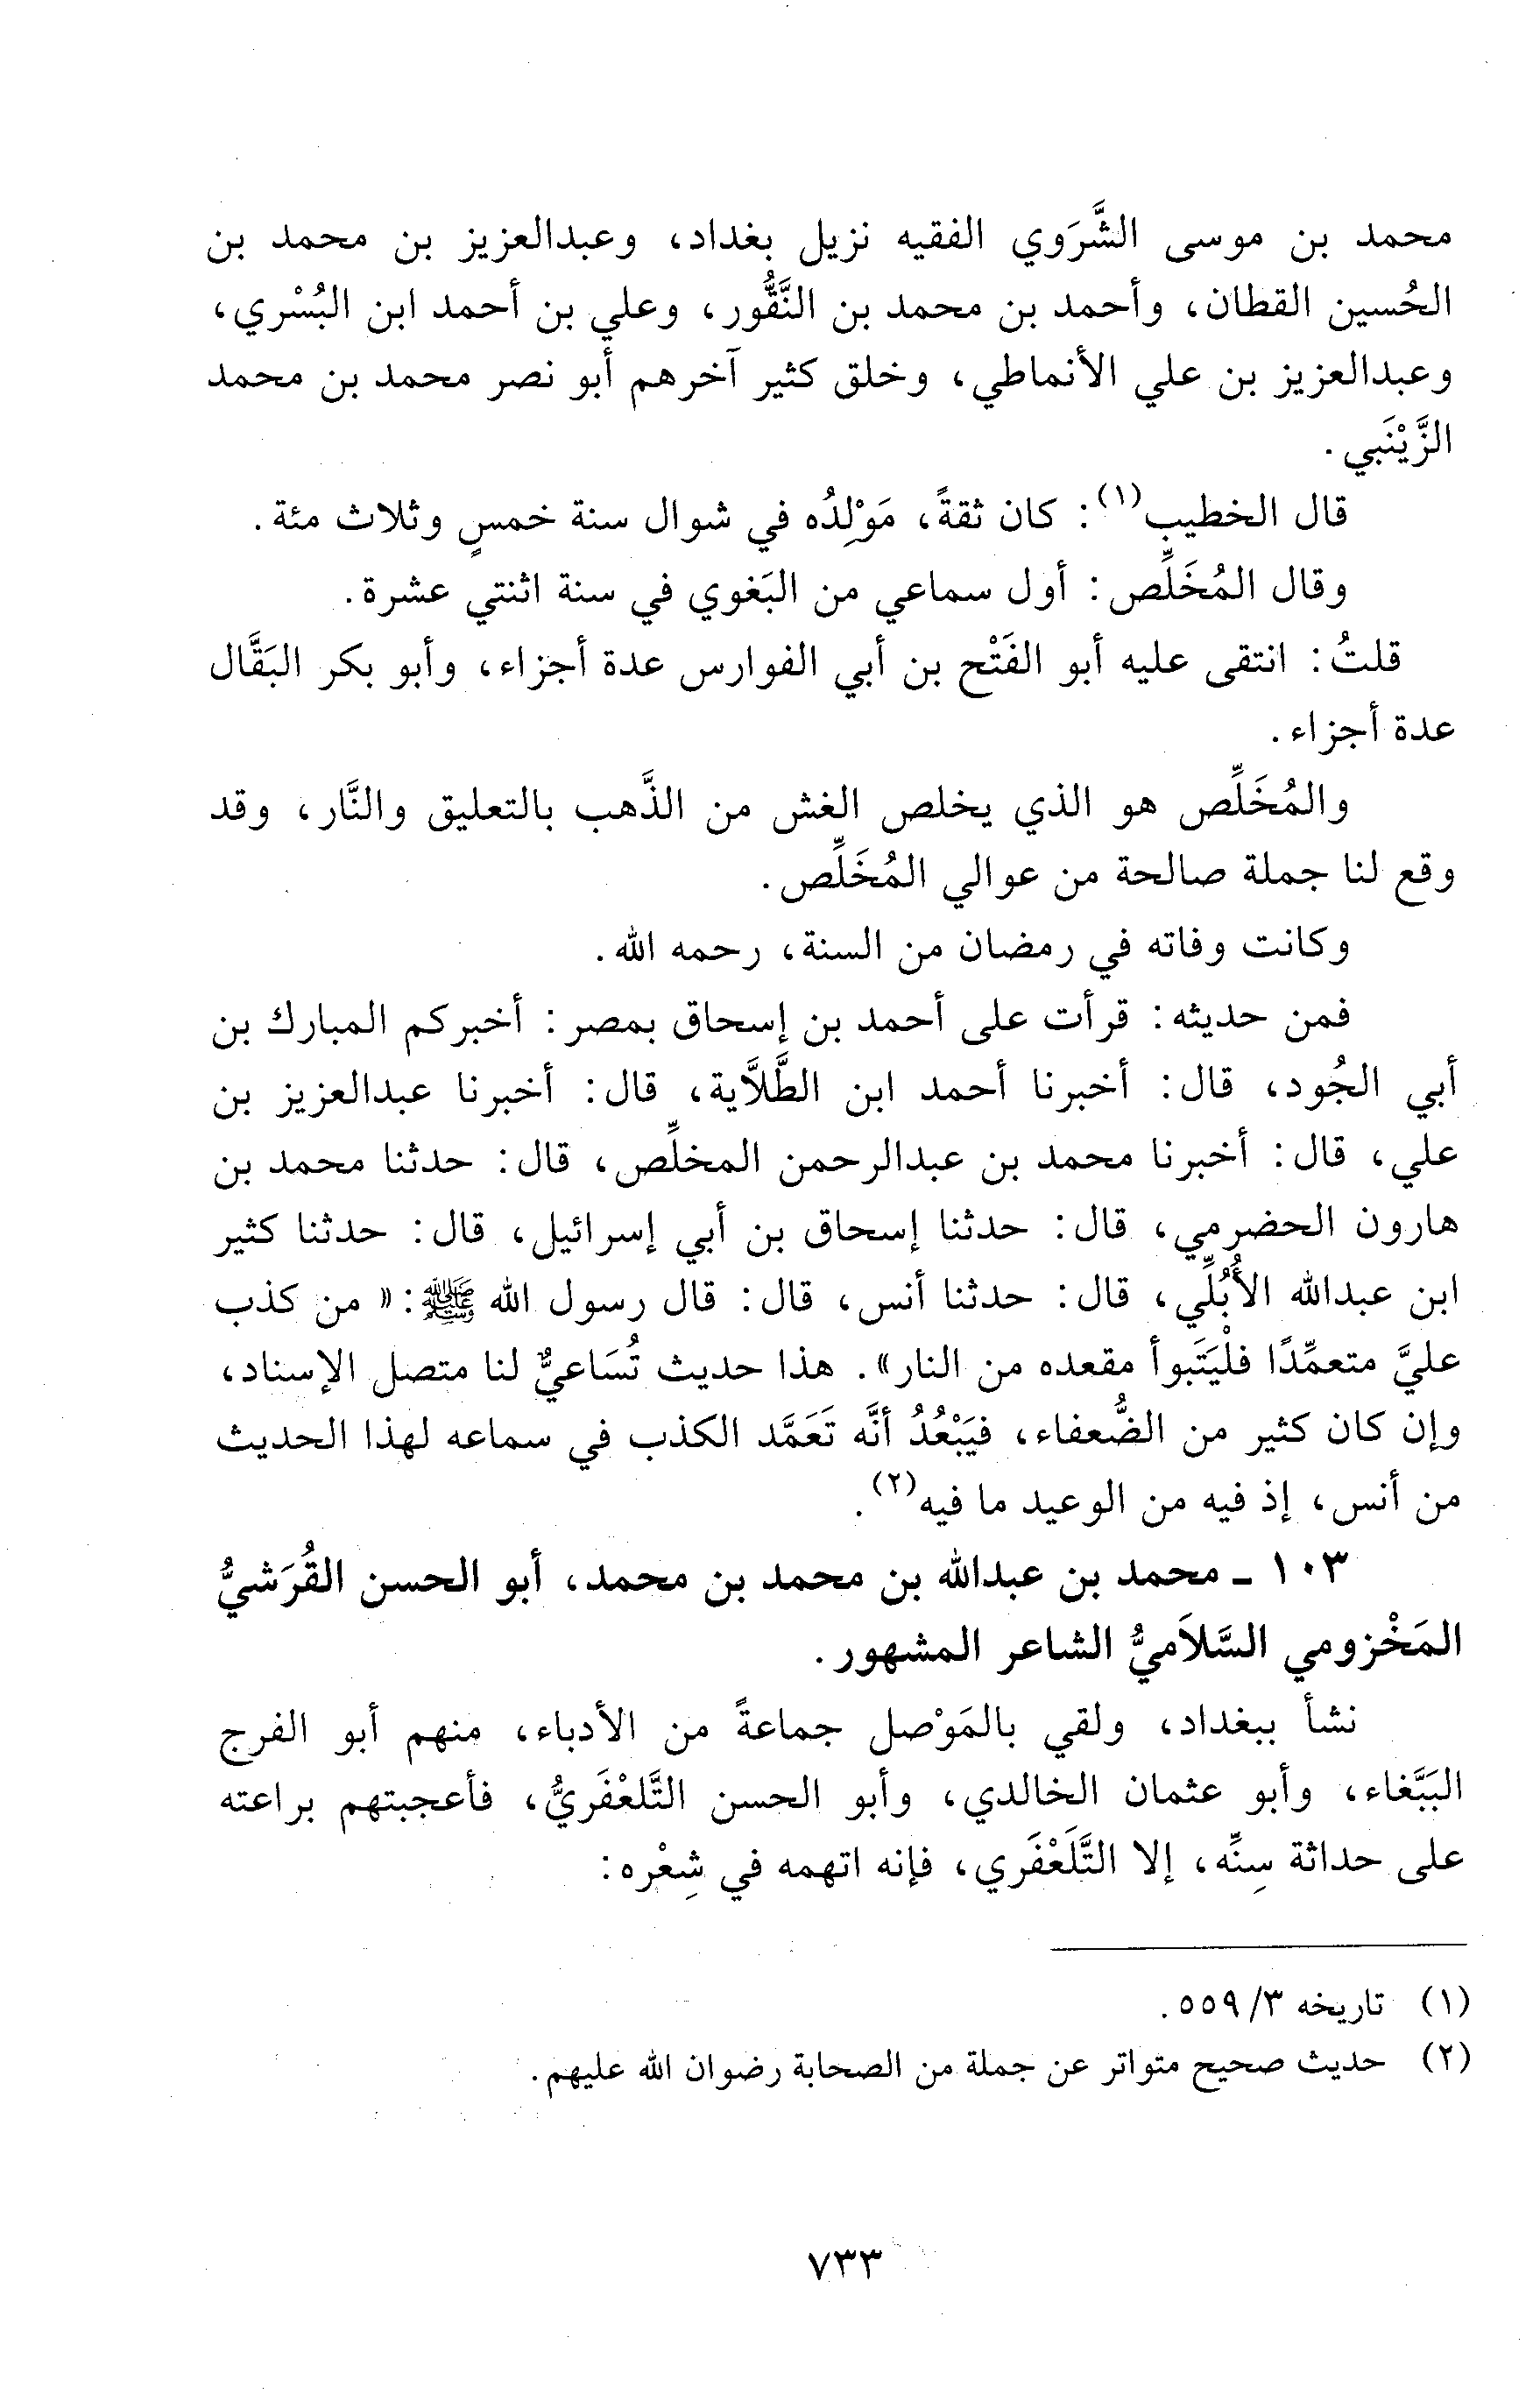 محمد بن موسى الشَّرَوي الفقيه نزيل بغداد، وعبدالعزيز بن محمد بن
الحُسين القطان، وأحمد بن محمد بن النَّقُّور، وعلي بن أحمد ابن البُسْري،
وعبدالعزيز بن علي الأنماطي، وخلق كثير آخرهم أبو نصر محمد بن محمد
الزَّيْنَبي.
قال الخطيب(١): كان ثقةً، مَوْلِدُه في شوال سنة خمسٍ وثلاث مئة.
وقال المُخَلِّص: أول سماعي من البَغوي في سنة اثنتي عشرة.
قلتُ: انتقى عليه أبو الفَتْح بن أبي الفوارس عدة أجزاء، وأبو بكر البَقَّال
عدة أجزاء.
والمُخَلِّص هو الذي يخلص الغش من الذَّهب بالتعليق والنَّار، وقد
وقع لنا جملة صالحة من عوالي المُخَلِّص.
وكانت وفاته في رمضان من السنة، رحمه الله.
فمن حديثه: قرأت على أحمد بن إسحاق بمصر: أخبركم المبارك بن
أبي الجُود، قال: أخبرنا أحمد ابن الطَّلَّاية، قال: أخبرنا عبدالعزيز بن
علي، قال: أخبرنا محمد بن عبدالرحمن المخلِّص، قال: حدثنا محمد بن
هارون الحضرمي، قال: حدثنا إسحاق بن أبي إسرائيل، قال: حدثنا كثير
ابن عبدالله الأُبُلِّي، قال: حدثنا أنس، قال: قال رسول الله ﷺ: «من كذب
عليَّ متعمِّدًا فلْيَتَبوأ مقعده من النار». هذا حديث تُسَاعيٌّ لنا متصل الإسناد،
وإن كان كثير من الضُّعفاء، فيَبْعُدُ أنَّه تَعَمَّد الكذب في سماعه لهذا الحديث
من أنس، إذ فيه من الوعيد ما فيه(٢).
١٠٣ ـ محمد بن عبدالله بن محمد بن محمد، أبو الحسن القُرَشيُّ
المَخْزومي السَّلاَميُّ الشاعر المشهور.
نشأ ببغداد، ولقي بالمَوْصل جماعةً من الأدباء، منهم أبو الفرج
البَبَّغاء، وأبو عثمان الخالدي، وأبو الحسن التَّلعْفَريُّ، فأعجبتهم براعته
على حداثة سِنِّه، إلا التَّلَعْفَري، فإنه اتهمه في شِعْره:
(١) تاريخه ٣/ ٥٥٩.
(٢) حديث صحيح متواتر عن جملة من الصحابة رضوان الله عليهم.
٧٣٣